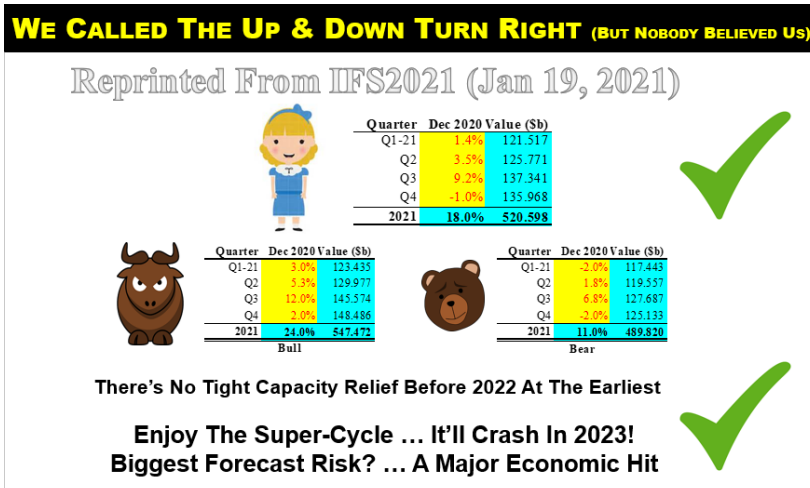 WE CALLED THE UP & DOWN TURN RIGHT (BUT NOBODY BELIEVED US)
Reprinted From IFS2021 (Jan 19, 2021)
Quarter Dec 2020 Value ($b)
Q1-21 1.4% 121.517
Q2 3.5% 125.771
Q3 9.2% 137.341
Q4 -1.0% 135.968
2021 18.0% 520.598
Quarter Dec 2020 Value ($b)
Q1-21 3.0% 123.435
Q2 5.3% 129.977
Q3 12.0% 145.574
Q4 2.0% 148.486
2021 24.0% 547.472
Bull
Quarter Dec 2020 Value ($b)
Q1-21 -2.0% 117.443
Q2 1.8% 119.557
Q3 6.8% 127.687
Q4 -2.0% 125.133
2021 11.0% 489.820
Bear
There's No Tight Capacity Relief Before 2022 At The Earliest
Enjoy The Super-Cycle … It'll Crash In 2023!
Biggest Forecast Risk? … A Major Economic Hit